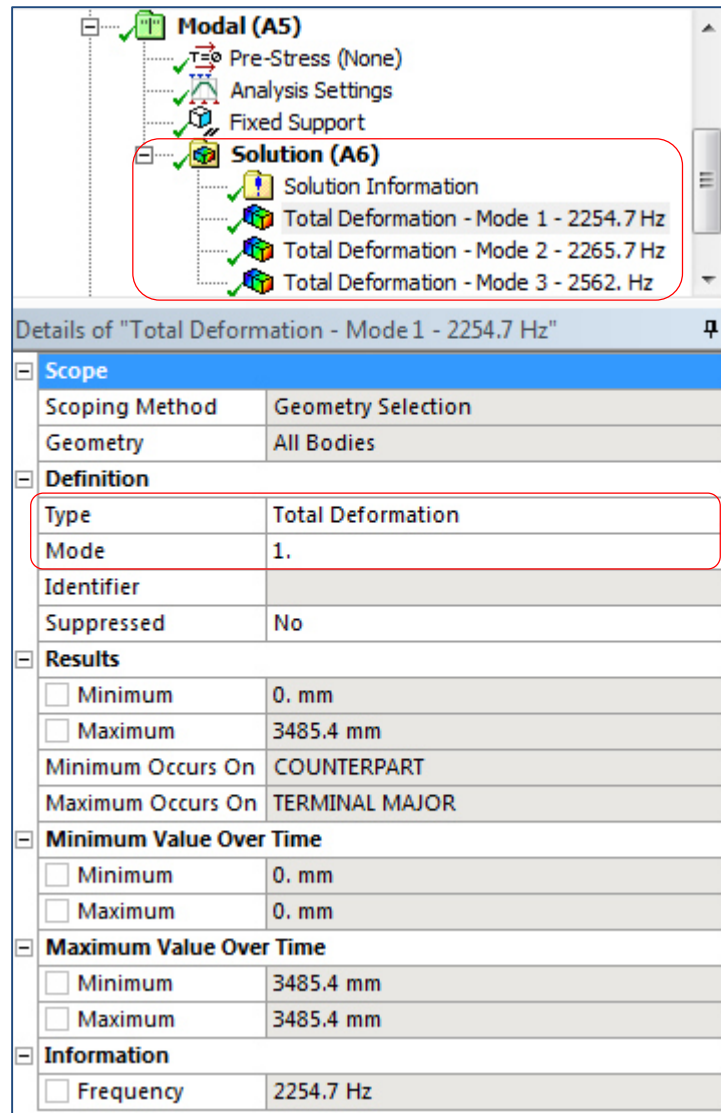 Modal (A5)
T=0 Pre-Stress (None)
Analysis Settings
Fixed Support
Solution (A6)
Solution Information
Total Deformation - Mode 1 - 2254.7 Hz
Total Deformation - Mode 2 - 2265.7 Hz
Total Deformation - Mode 3 - 2562. Hz
Details of "Total Deformation - Mode 1 - 2254.7 Hz"
Scope
Scoping Method Geometry Selection
Geometry All Bodies
Definition
Type Total Deformation
Mode 1.
Identifier
Suppressed No
Results
Minimum 0. mm
Maximum 3485.4 mm
Minimum Occurs On COUNTERPART
Maximum Occurs On TERMINAL MAJOR
Minimum Value Over Time
Minimum 0. mm
Maximum 0. mm
Maximum Value Over Time
Minimum 3485.4 mm
Maximum 3485.4 mm
Information
Frequency 2254.7 Hz